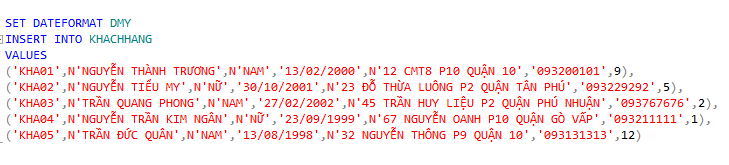 SET DATEFORMAT DMY
INSERT INTO KHACHHANG
VALUES
('KHA01',N'NGUYỄN THÀNH TRƯƠNG',N'NAM','13/02/2000',N'12 CMT8 P10 QUẬN 10','093200101',9),
('KHA02',N'NGUYỄN TIỂU MY',N'NỮ','30/10/2001',N'23 ĐỖ THỪA LUÔNG P2 QUẬN TÂN PHÚ','093229292',5),
('KHA03',N'TRẦN QUANG PHONG',N'NAM','27/02/2002',N'45 TRẦN HUY LIỆU P2 QUẬN PHÚ NHUẬN','093767676',2),
('KHA04',N'NGUYỄN TRẦN KIM NGÂN',N'NỮ','23/09/1999',N'67 NGUYỄN OANH P10 QUẬN GÒ VẤP','093211111',1),
('KHA05',N'TRẦN ĐỨC QUÂN',N'NAM','13/08/1998',N'32 NGUYỄN THÔNG P9 QUẬN 10','093131313',12)